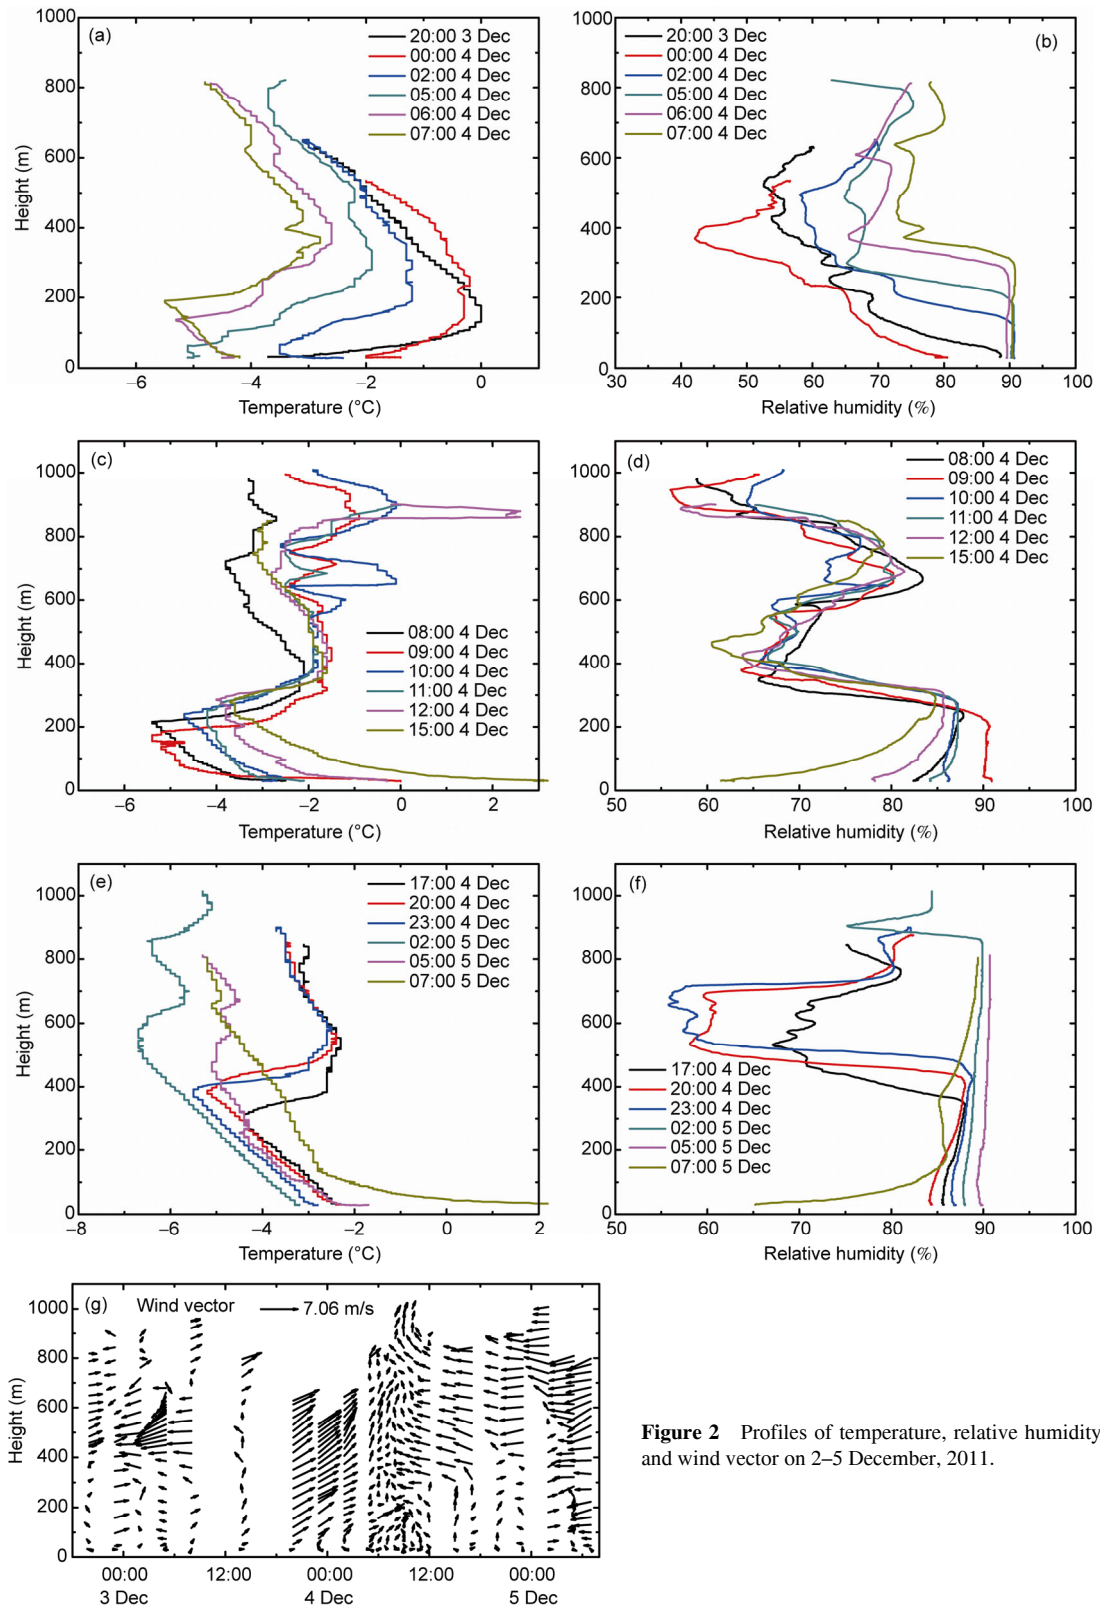 (a)
20:00 3 Dec
00:00 4 Dec
02:00 4 Dec
05:00 4 Dec
06:00 4 Dec
07:00 4 Dec
1000
800
600
400
200
0
Height (m)
−6
−4
−2
0
Temperature (°C)
(b)
20:00 3 Dec
00:00 4 Dec
02:00 4 Dec
05:00 4 Dec
06:00 4 Dec
07:00 4 Dec
1000
800
600
400
200
0
30
40
50
60
70
80
90
100
Relative humidity (%)
(c)
08:00 4 Dec
09:00 4 Dec
10:00 4 Dec
11:00 4 Dec
12:00 4 Dec
15:00 4 Dec
1000
800
600
400
200
0
Height (m)
−6
−4
−2
0
2
Temperature (°C)
(d)
08:00 4 Dec
09:00 4 Dec
10:00 4 Dec
11:00 4 Dec
12:00 4 Dec
15:00 4 Dec
1000
800
600
400
200
0
50
60
70
80
90
100
Relative humidity (%)
(e)
17:00 4 Dec
20:00 4 Dec
23:00 4 Dec
02:00 5 Dec
05:00 5 Dec
07:00 5 Dec
1000
800
600
400
200
0
Height (m)
−8
−6
−4
−2
0
2
Temperature (°C)
(f)
17:00 4 Dec
20:00 4 Dec
23:00 4 Dec
02:00 5 Dec
05:00 5 Dec
07:00 5 Dec
1000
800
600
400
200
0
50
60
70
80
90
100
Relative humidity (%)
(g)
Wind vector
7.06 m/s
1000
800
600
400
200
0
Height (m)
00:00
12:00
00:00
12:00
00:00
3 Dec
4 Dec
5 Dec
Figure 2 Profiles of temperature, relative humidity
and wind vector on 2–5 December, 2011.